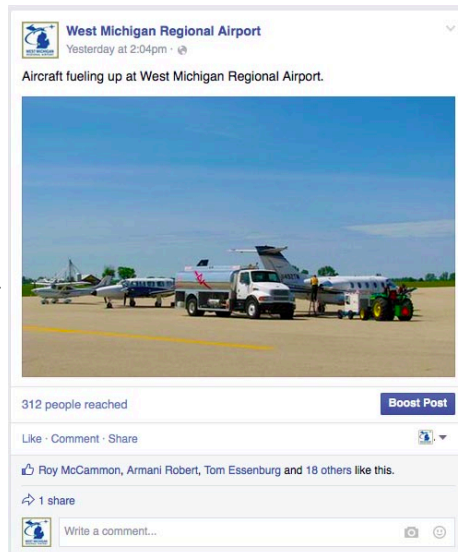 West Michigan Regional Airport
Yesterday at 2:04pm ·
Aircraft fueling up at West Michigan Regional Airport.
312 people reached
Boost Post
Like · Comment · Share
Roy McCammon, Armani Robert, Tom Essenburg and 18 others like this.
1 share
Write a comment...